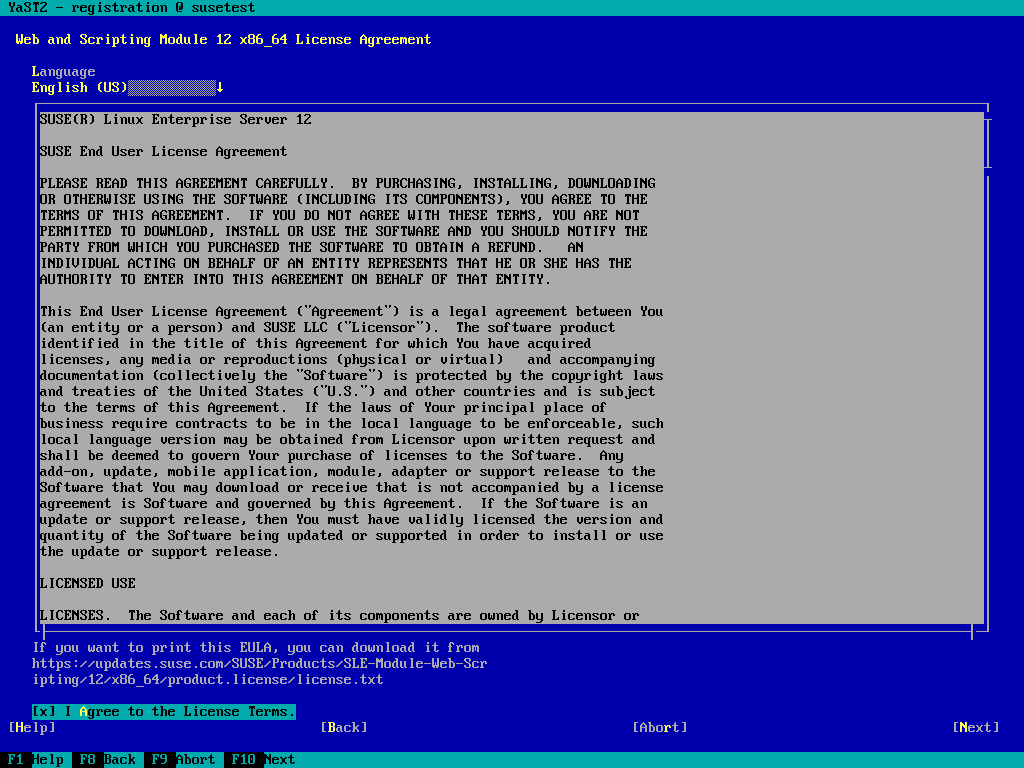 YaST2 - registration @ susetest
Web and Scripting Module 12 x86_64 License Agreement
Language
English (US)
SUSE(R) Linux Enterprise Server 12
SUSE End User License Agreement
PLEASE READ THIS AGREEMENT CAREFULLY.  BY PURCHASING, INSTALLING, DOWNLOADING
OR OTHERWISE USING THE SOFTWARE (INCLUDING ITS COMPONENTS), YOU AGREE TO THE
TERMS OF THIS AGREEMENT.  IF YOU DO NOT AGREE WITH THESE TERMS, YOU ARE NOT
PERMITTED TO DOWNLOAD, INSTALL OR USE THE SOFTWARE AND YOU SHOULD NOTIFY THE
PARTY FROM WHICH YOU PURCHASED THE SOFTWARE TO OBTAIN A REFUND.   AN
INDIVIDUAL ACTING ON BEHALF OF AN ENTITY REPRESENTS THAT HE OR SHE HAS THE
AUTHORITY TO ENTER INTO THIS AGREEMENT ON BEHALF OF THAT ENTITY.
This End User License Agreement ("Agreement") is a legal agreement between You
(an entity or a person) and SUSE LLC ("Licensor").  The software product
identified in the title of this Agreement for which You have acquired
licenses, any media or reproductions (physical or virtual)   and accompanying
documentation (collectively the "Software") is protected by the copyright laws
and treaties of the United States ("U.S.") and other countries and is subject
to the terms of this Agreement.  If the laws of Your principal place of
business require contracts to be in the local language to be enforceable, such
local language version may be obtained from Licensor upon written request and
shall be deemed to govern Your purchase of licenses to the Software.  Any
add-on, update, mobile application, module, adapter or support release to the
Software that You may download or receive that is not accompanied by a license
agreement is Software and governed by this Agreement.  If the Software is an
update or support release, then You must have validly licensed the version and
quantity of the Software being updated or supported in order to install or use
the update or support release.
LICENSED USE
LICENSES.  The Software and each of its components are owned by Licensor or
If you want to print this EULA, you can download it from
https://updates.suse.com/SUSE/Products/SLE-Module-Web-Scr
ipting/12/x86_64/product.license/license.txt
[x] I Agree to the License Terms.
[Help] [Back] [Abort] [Next]
F1 Help F8 Back F9 Abort F10 Next